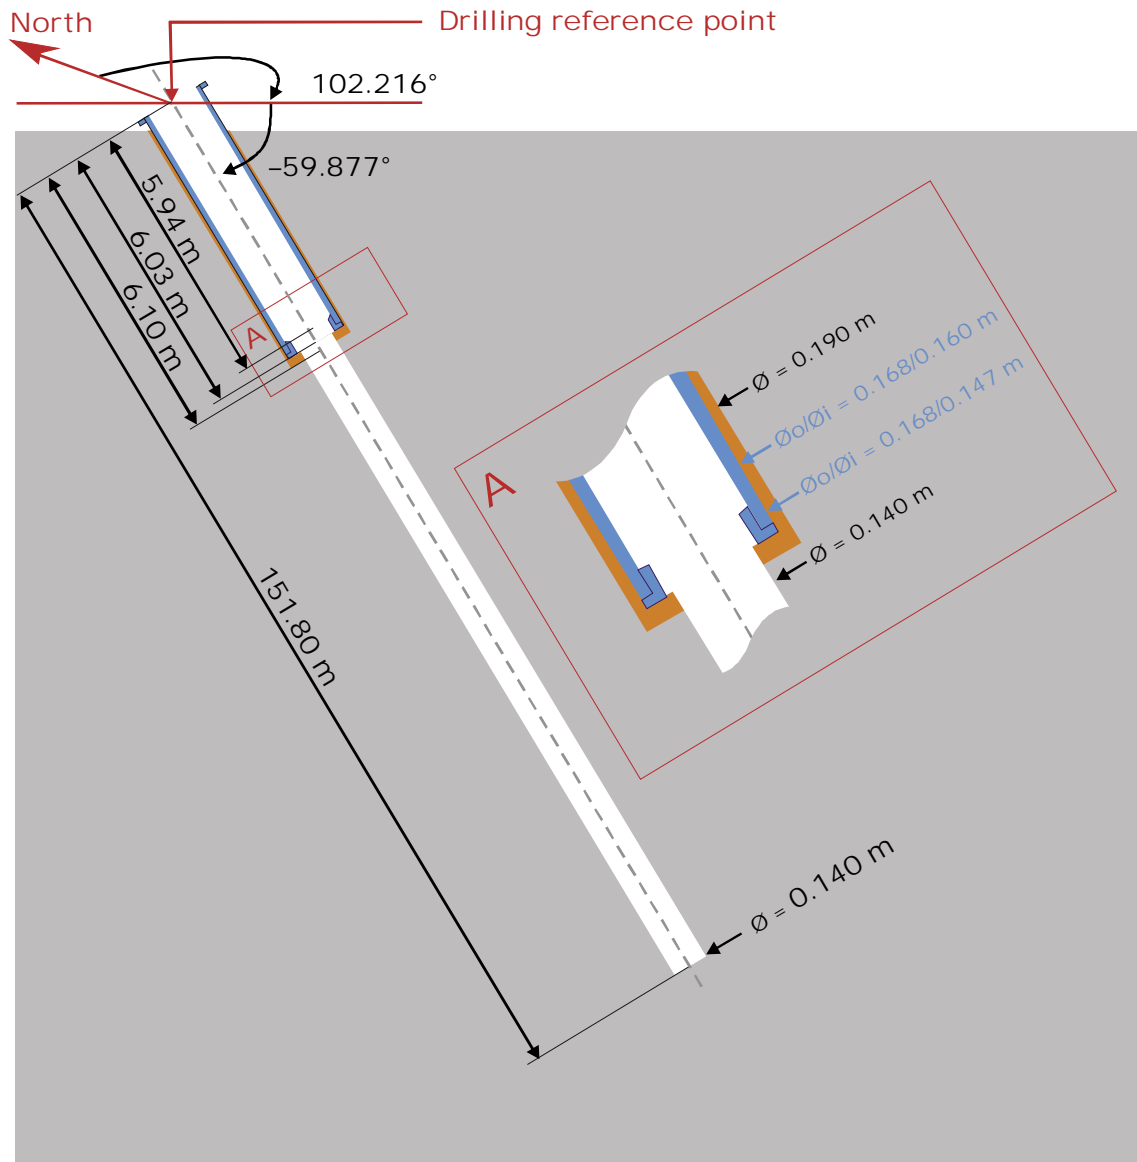 North
Drilling reference point
102.216°
–59.877°
5.94 m
6.03 m
6.10 m
151.80 m
A
A
Ø = 0.190 m
Øo/Øi = 0.168/0.160 m
Øo/Øi = 0.168/0.147 m
Ø = 0.140 m
Ø = 0.140 m